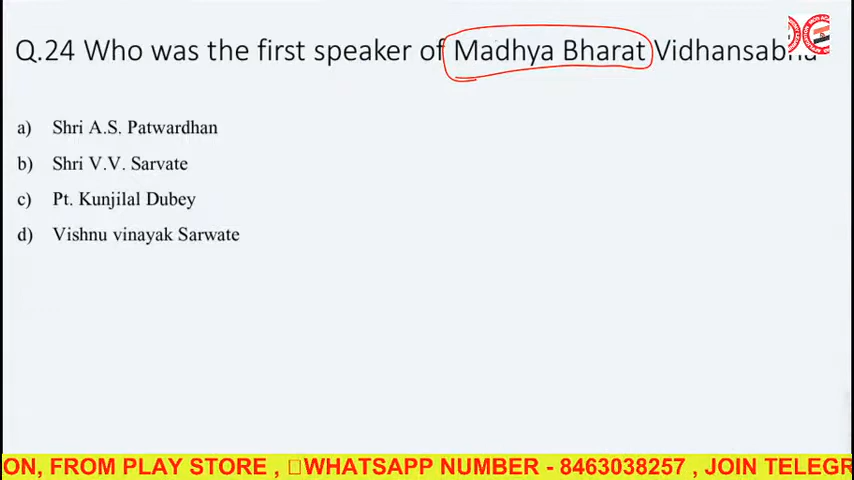 Q.24 Who was the first speaker of Madhya Bharat Vidhansabha
a) Shri A.S. Patwardhan
b) Shri V.V. Sarvate
c) Pt. Kunjilal Dubey
d) Vishnu vinayak Sarwate
ON, FROM PLAY STORE , WHATSAPP NUMBER - 8463038257 , JOIN TELEGR